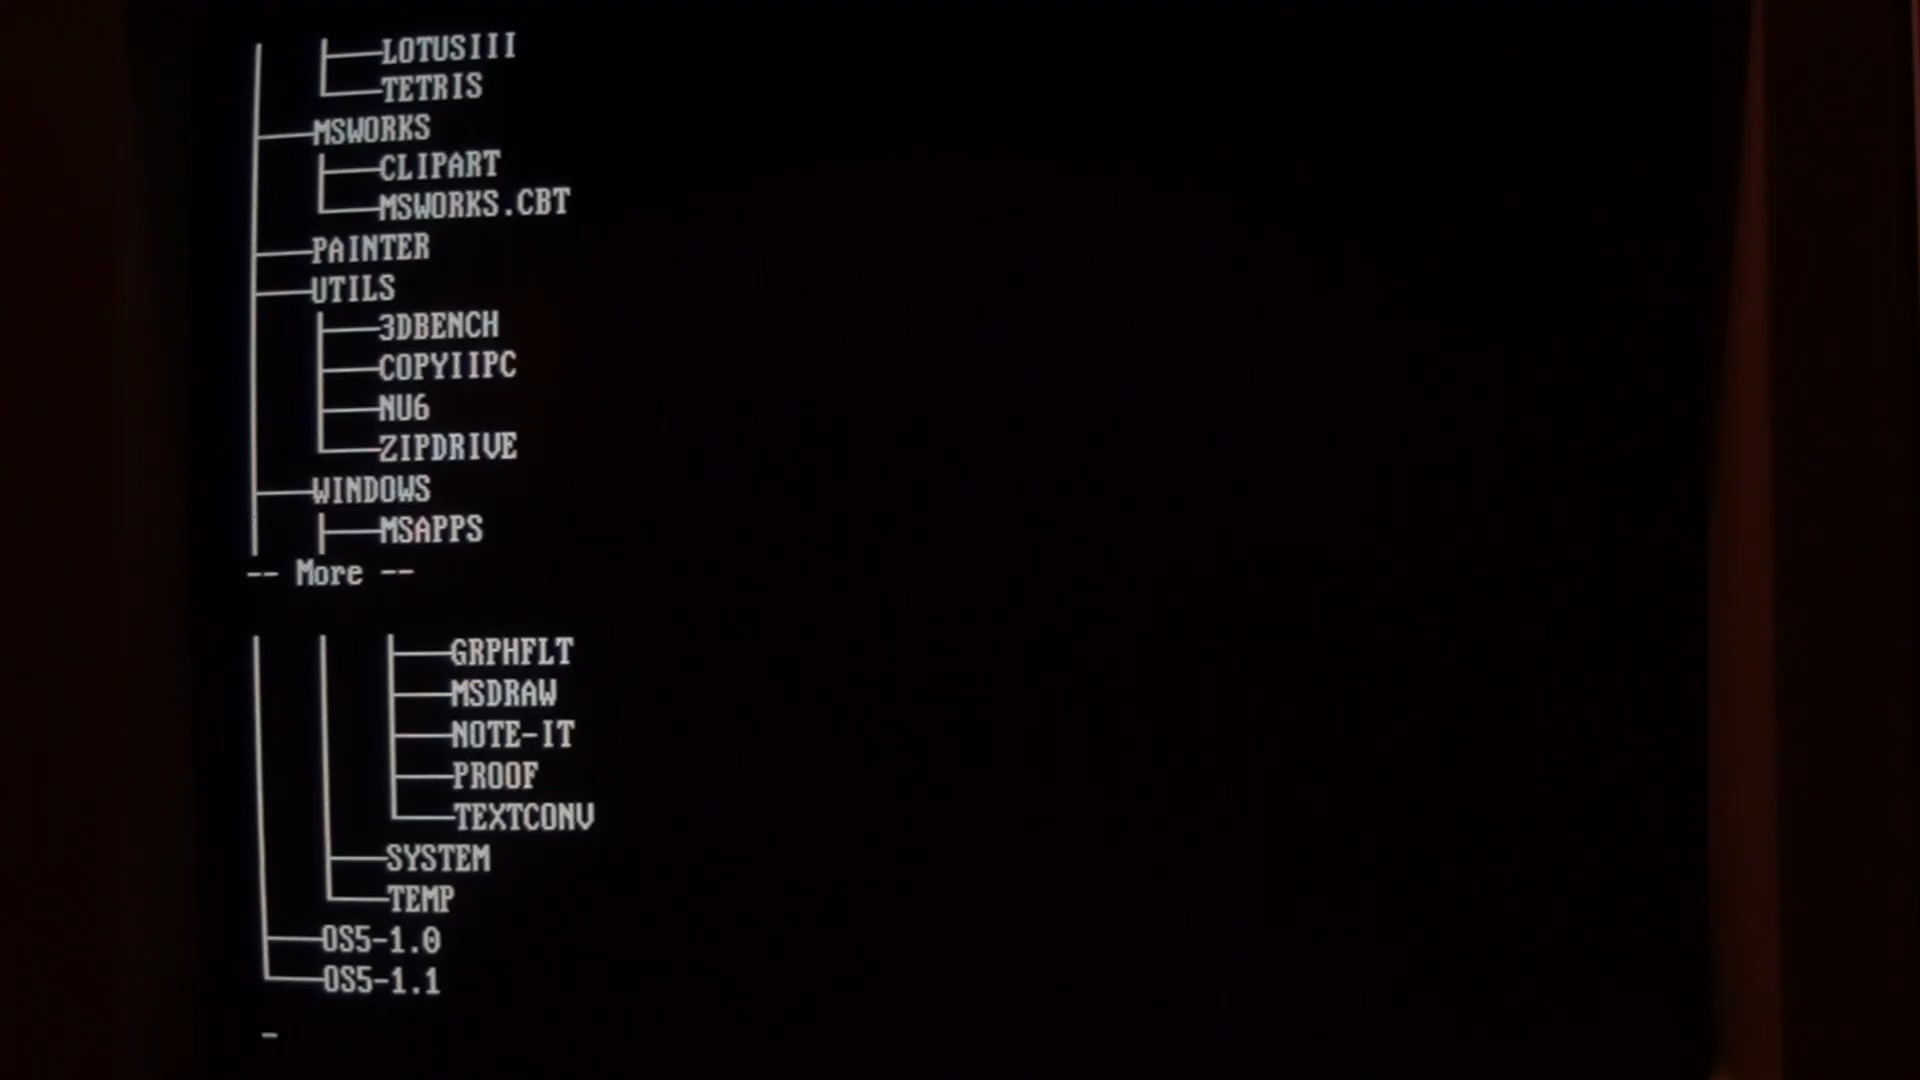 LOTUSIII
TETRIS
MSWORKS
CLIPART
MSWORKS.CBT
PAINTER
UTILS
3DBENCH
COPYIIPC
NU6
ZIPDRIVE
WINDOWS
MSAPPS
-- More --
GRPHFLT
MSDRAW
NOTE-IT
PROOF
TEXTCONV
SYSTEM
TEMP
OS5-1.0
OS5-1.1